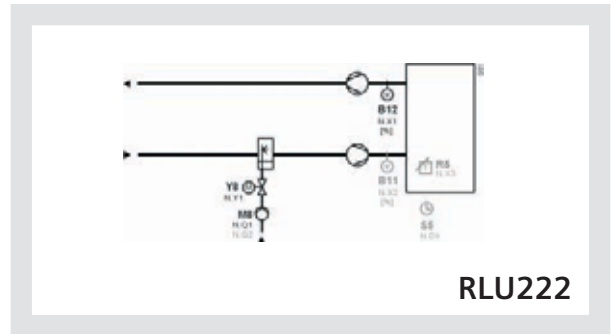 B12
N.X1
[%]
R5
N.X3
B11
N.X2
[%]
Y8
N.Y1
M8
N.Q1
N.Q2
S5
RLU222